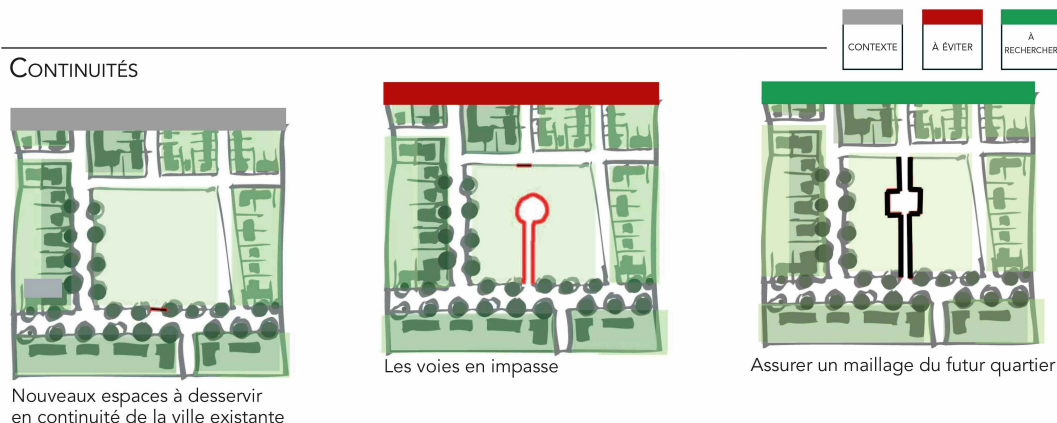 CONTEXTE
À ÉVITER
À
RECHERCHER
CONTINUITÉS
Les voies en impasse
Assurer un maillage du futur quartier
Nouveaux espaces à desservir
en continuité de la ville existante